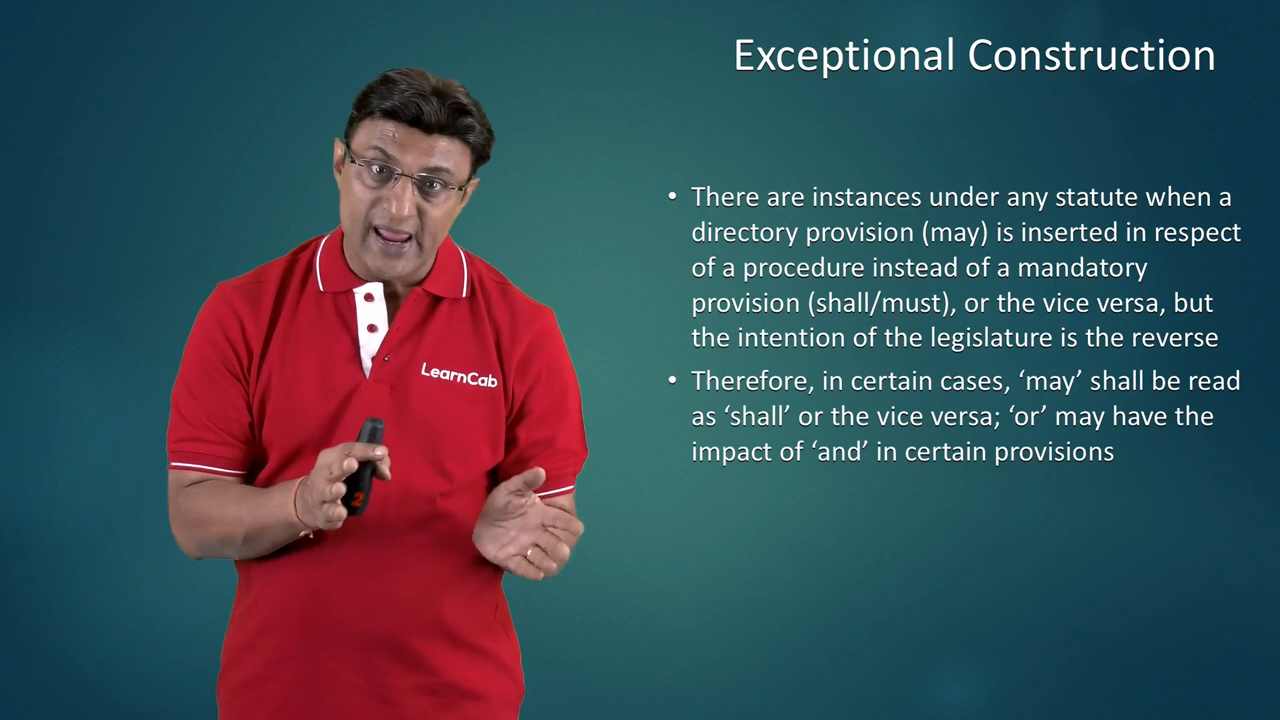 Exceptional Construction
• There are instances under any statute when a
directory provision (may) is inserted in respect
of a procedure instead of a mandatory
provision (shall/must), or the vice versa, but
the intention of the legislature is the reverse
• Therefore, in certain cases, ‘may’ shall be read
as ‘shall’ or the vice versa; ‘or’ may have the
impact of ‘and’ in certain provisions
LearnCab
2